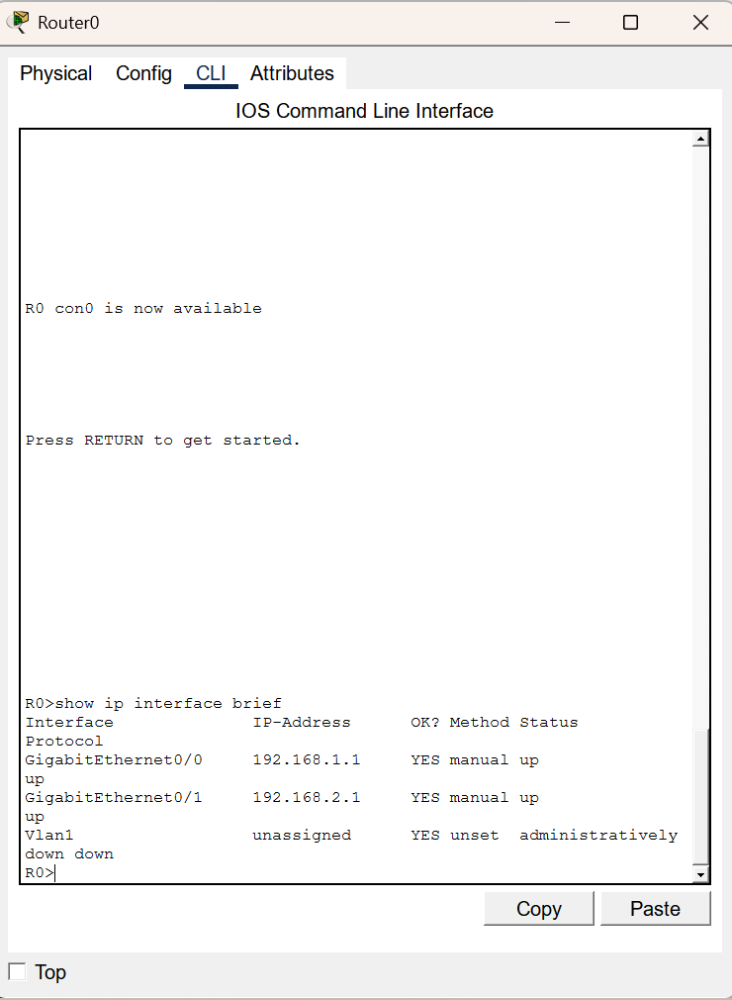 Router0
Physical Config CLI Attributes
IOS Command Line Interface
R0 con0 is now available
Press RETURN to get started.
R0>show ip interface brief
Interface IP-Address OK? Method Status
Protocol
GigabitEthernet0/0 192.168.1.1 YES manual up
up
GigabitEthernet0/1 192.168.2.1 YES manual up
up
Vlan1 unassigned YES unset administratively
down down
R0>
Copy Paste
Top